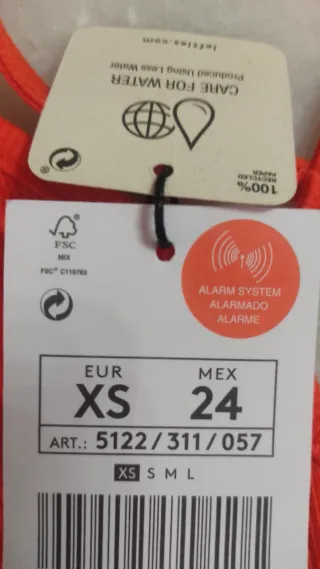 lefties.com
Produced Using Less Water
CARE FOR WATER
100%
RECYCLED
PAPER
®
FSC
MIX
FSC® C116793
ALARM SYSTEM
ALARMADO
ALARME
EUR MEX
XS 24
ART.: 5122/311/057
XS S M L